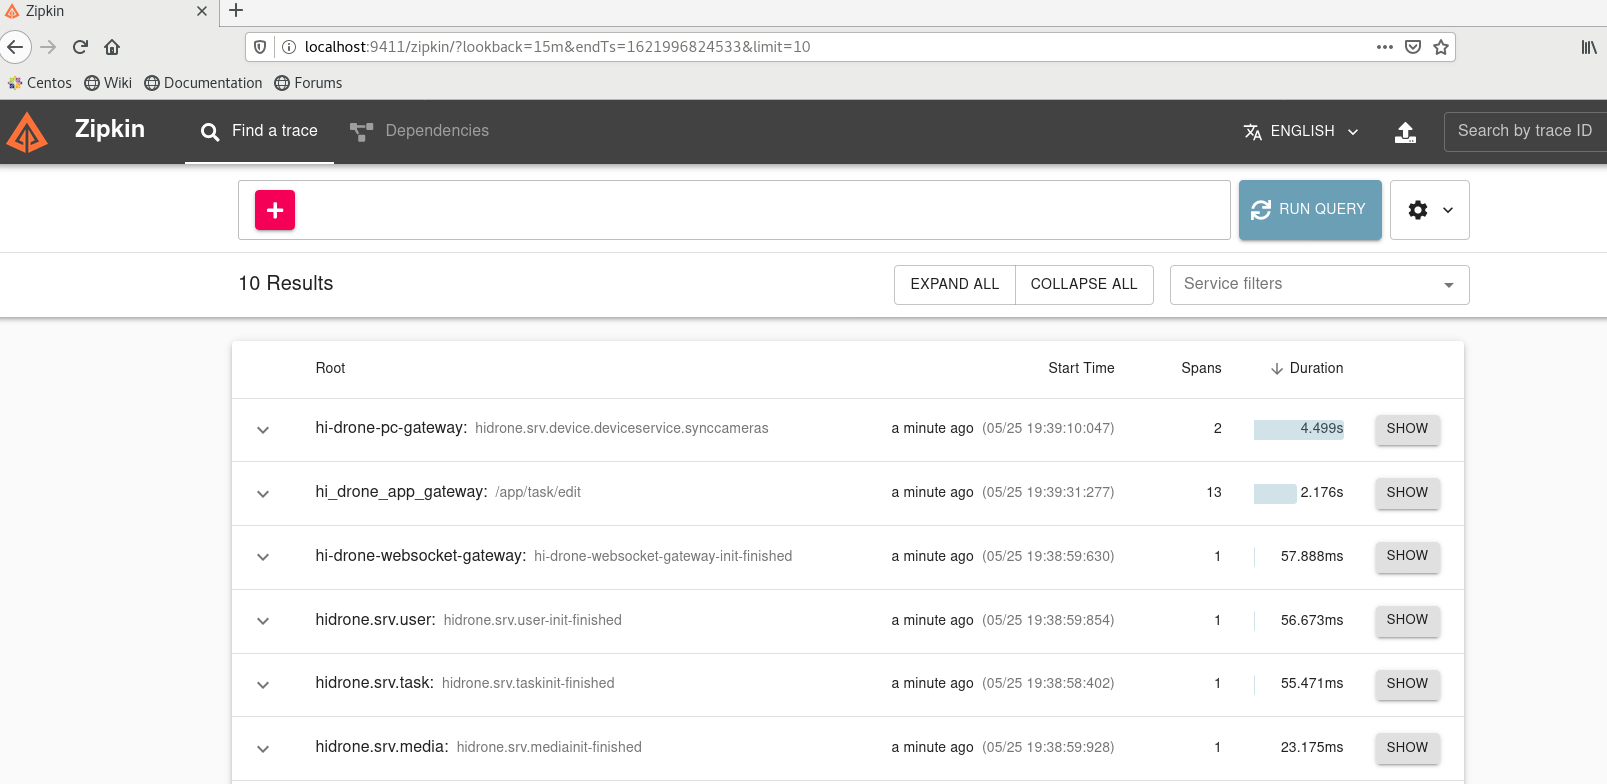 Zipkin
localhost:9411/zipkin/?lookback=15m&endTs=1621996824533&limit=10
Centos Wiki Documentation Forums
Zipkin Find a trace Dependencies ENGLISH Search by trace ID
RUN QUERY
10 Results EXPAND ALL COLLAPSE ALL Service filters
Root Start Time Spans Duration
hi-drone-pc-gateway: hidrone.srv.device.deviceservice.synccameras a minute ago (05/25 19:39:10:047) 2 4.499s SHOW
hi_drone_app_gateway: /app/task/edit a minute ago (05/25 19:39:31:277) 13 2.176s SHOW
hi-drone-websocket-gateway: hi-drone-websocket-gateway-init-finished a minute ago (05/25 19:38:59:630) 1 57.888ms SHOW
hidrone.srv.user: hidrone.srv.user-init-finished a minute ago (05/25 19:38:59:854) 1 56.673ms SHOW
hidrone.srv.task: hidrone.srv.taskinit-finished a minute ago (05/25 19:38:58:402) 1 55.471ms SHOW
hidrone.srv.media: hidrone.srv.mediainit-finished a minute ago (05/25 19:38:59:928) 1 23.175ms SHOW